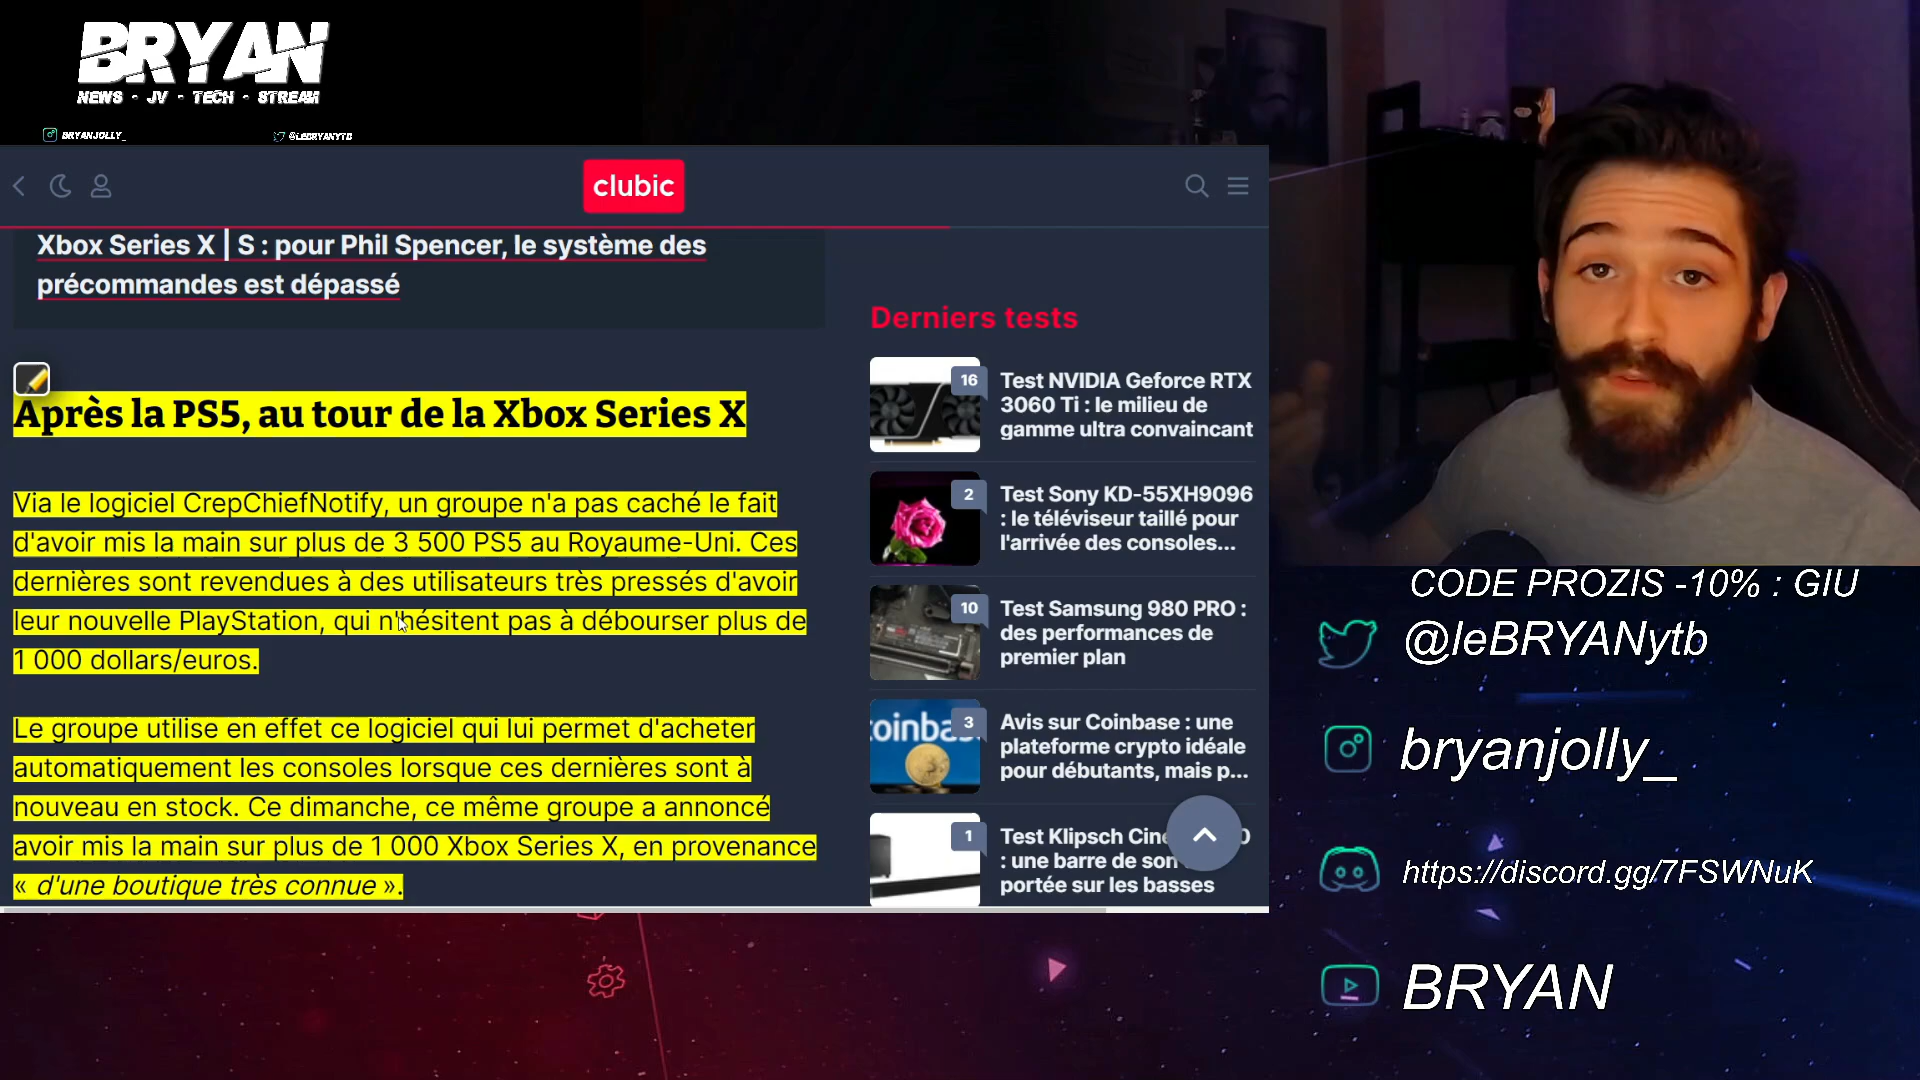 BRYAN
NEWS - JV - TECH - STREAM
BRYANJOLLY_
@LEBRYANYTB
clubic
Xbox Series X | S : pour Phil Spencer, le système des
précommandes est dépassé
Après la PS5, au tour de la Xbox Series X
Via le logiciel CrepChiefNotify, un groupe n'a pas caché le fait
d'avoir mis la main sur plus de 3 500 PS5 au Royaume-Uni. Ces
dernières sont revendues à des utilisateurs très pressés d'avoir
leur nouvelle PlayStation, qui n'hésitent pas à débourser plus de
1 000 dollars/euros.
Le groupe utilise en effet ce logiciel qui lui permet d'acheter
automatiquement les consoles lorsque ces dernières sont à
nouveau en stock. Ce dimanche, ce même groupe a annoncé
avoir mis la main sur plus de 1 000 Xbox Series X, en provenance
« d'une boutique très connue ».
Derniers tests
16
Test NVIDIA Geforce RTX
3060 Ti : le milieu de
gamme ultra convaincant
2
Test Sony KD-55XH9096
: le téléviseur taillé pour
l'arrivée des consoles...
10
Test Samsung 980 PRO :
des performances de
premier plan
coinba
3
Avis sur Coinbase : une
plateforme crypto idéale
pour débutants, mais p...
1
Test Klipsch Cine
: une barre de son
portée sur les basses
CODE PROZIS -10% : GIU
@leBRYANytb
bryanjolly_
https://discord.gg/7FSWNuK
BRYAN